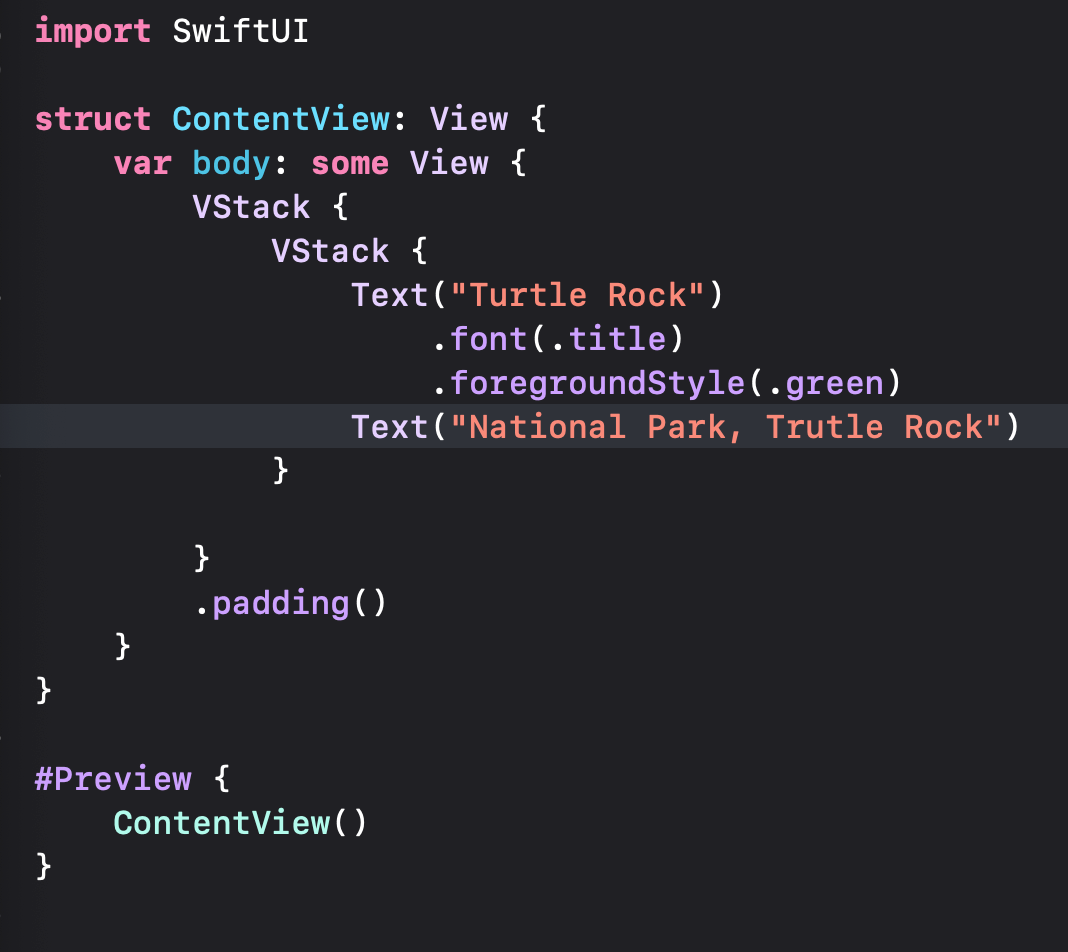 import SwiftUI
struct ContentView: View {
    var body: some View {
        VStack {
            VStack {
                Text("Turtle Rock")
                    .font(.title)
                    .foregroundStyle(.green)
                Text("National Park, Trutle Rock")
            }
        }
        .padding()
    }
}
#Preview {
    ContentView()
}